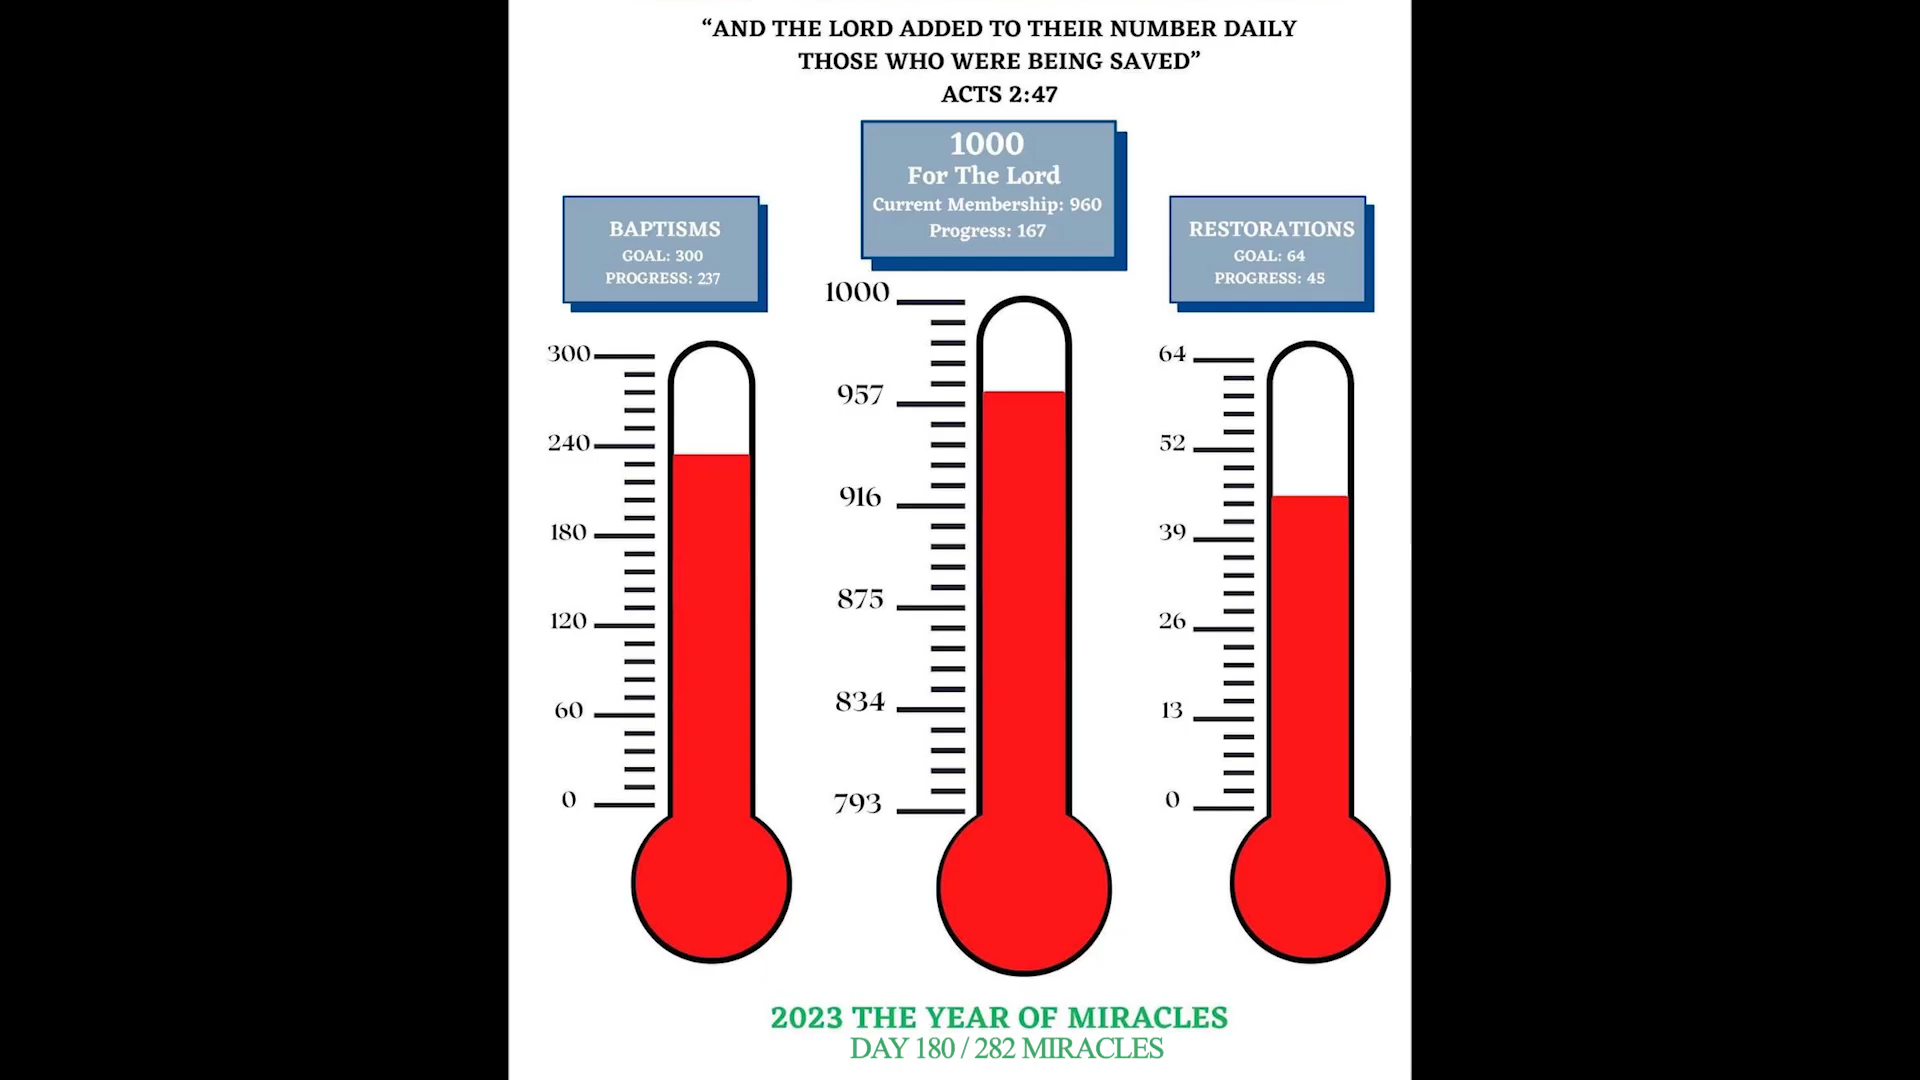 “AND THE LORD ADDED TO THEIR NUMBER DAILY
THOSE WHO WERE BEING SAVED”
ACTS 2:47
1000
For The Lord
Current Membership: 960
Progress: 167
BAPTISMS
GOAL: 300
PROGRESS: 237
RESTORATIONS
GOAL: 64
PROGRESS: 45
300
240
180
120
60
0
1000
957
916
875
834
793
64
52
39
26
13
0
2023 THE YEAR OF MIRACLES
DAY 180 / 282 MIRACLES